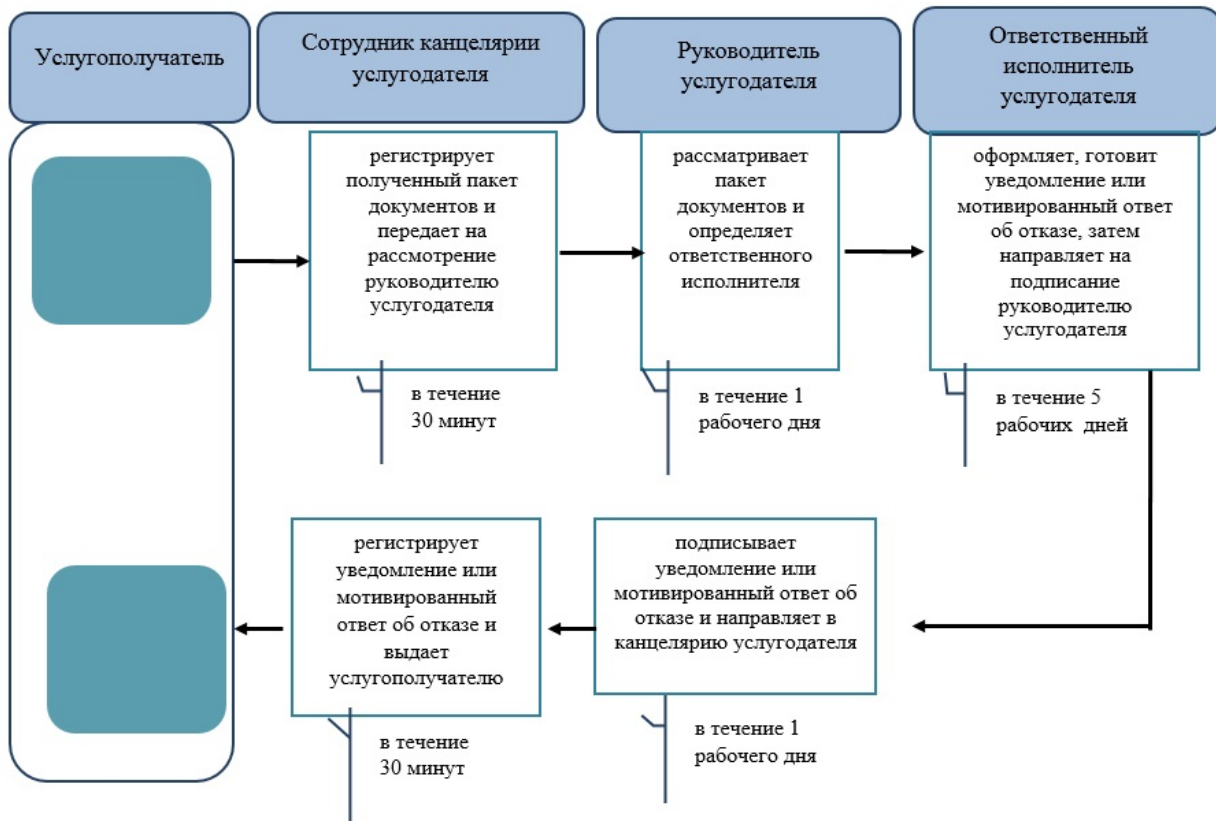 Услугополучатель
Сотрудник канцелярии
услугодателя
Руководитель
услугодателя
Ответственный
исполнитель
услугодателя
регистрирует
полученный пакет
документов и
передает на
рассмотрение
руководителю
услугодателя
рассматривает
пакет
документов и
определяет
ответственного
исполнителя
оформляет, готовит
уведомление или
мотивированный ответ
об отказе, затем
направляет на
подписание
руководителю
услугодателя
в течение
30 минут
в течение 1
рабочего дня
в течение 5
рабочих дней
регистрирует
уведомление или
мотивированный
ответ об отказе и
выдает
услугополучателю
подписывает
уведомление или
мотивированный ответ об
отказе и направляет в
канцелярию услугодателя
в течение
30 минут
в течение 1
рабочего дня